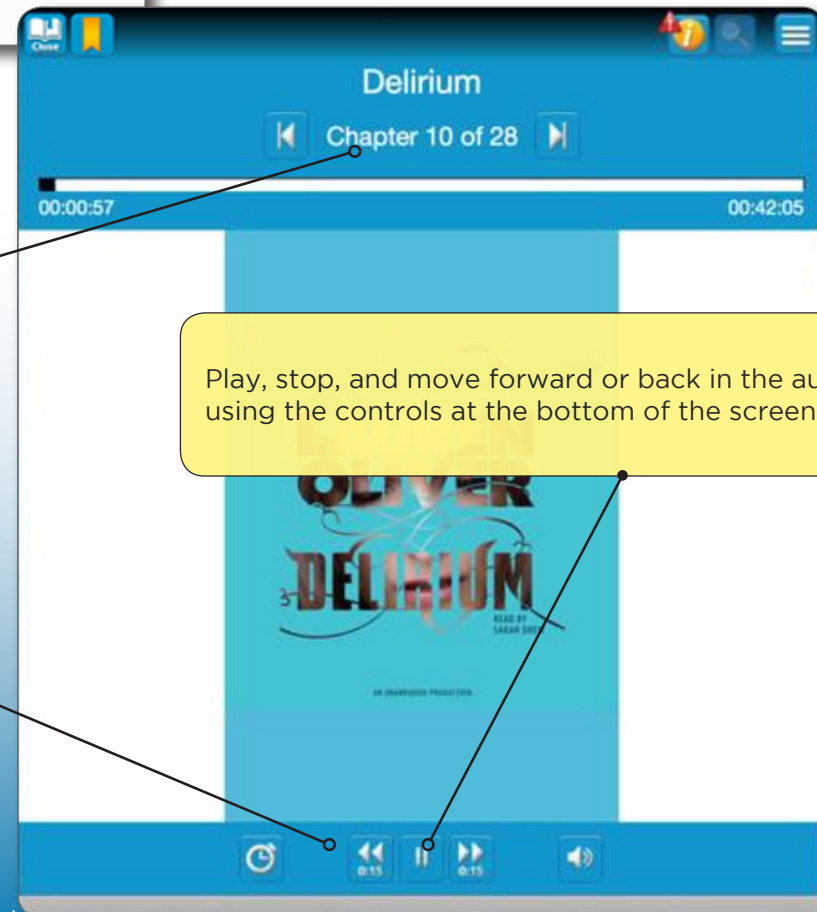 Close
Delirium
Chapter 10 of 28
00:00:57
00:42:05
Play, stop, and move forward or back in the au
using the controls at the bottom of the screen
OLIVER
DELIRIUM
READ BY
SARAH
AN UNABRIDGED PRODUCTION
0:15
0:15